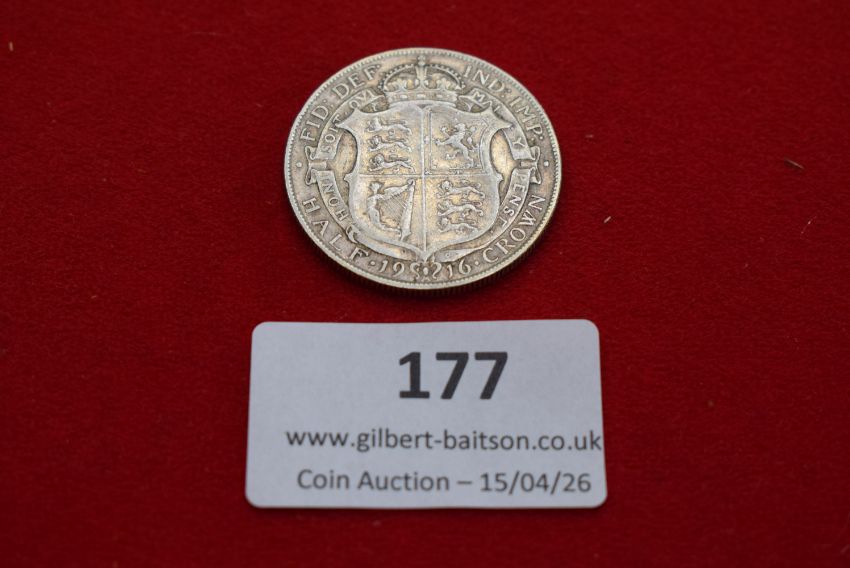 FID: DEF: IND: IMP:
HONI SOIT QVI MAL Y PENSE
HALF · 1916 · CROWN
177
www.gilbert-baitson.co.uk
Coin Auction – 15/04/26